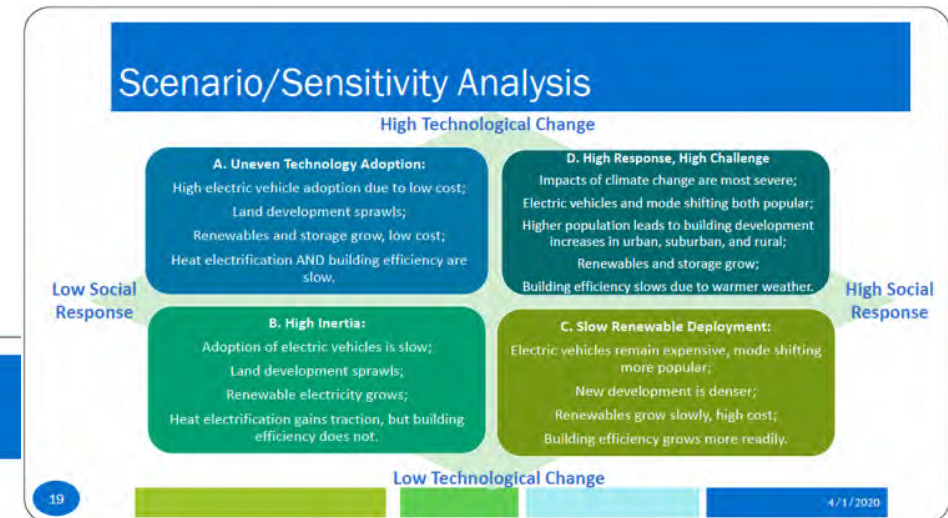 Scenario/Sensitivity Analysis
High Technological Change
A. Uneven Technology Adoption:
High electric vehicle adoption due to low cost;
Land development sprawls;
Renewables and storage grow, low cost;
Heat electrification AND building efficiency are
slow.
D. High Response, High Challenge
Impacts of climate change are most severe;
Electric vehicles and mode shifting both popular;
Higher population leads to building development
increases in urban, suburban, and rural;
Renewables and storage grow;
Building efficiency slows due to warmer weather.
Low Social
Response
High Social
Response
B. High Inertia:
Adoption of electric vehicles is slow;
Land development sprawls;
Renewable electricity grows;
Heat electrification gains traction, but building
efficiency does not.
C. Slow Renewable Deployment:
Electric vehicles remain expensive, mode shifting
more popular;
New development is denser;
Renewables grow slowly, high cost;
Building efficiency grows more readily.
Low Technological Change
19
4/1/2020